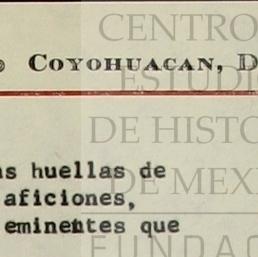 CENTRO
COYOHUACAN, D
ESTUDI
DE HISTO
as huellas de
DE MEX
aficiones,
eminentes que
FUNDAC